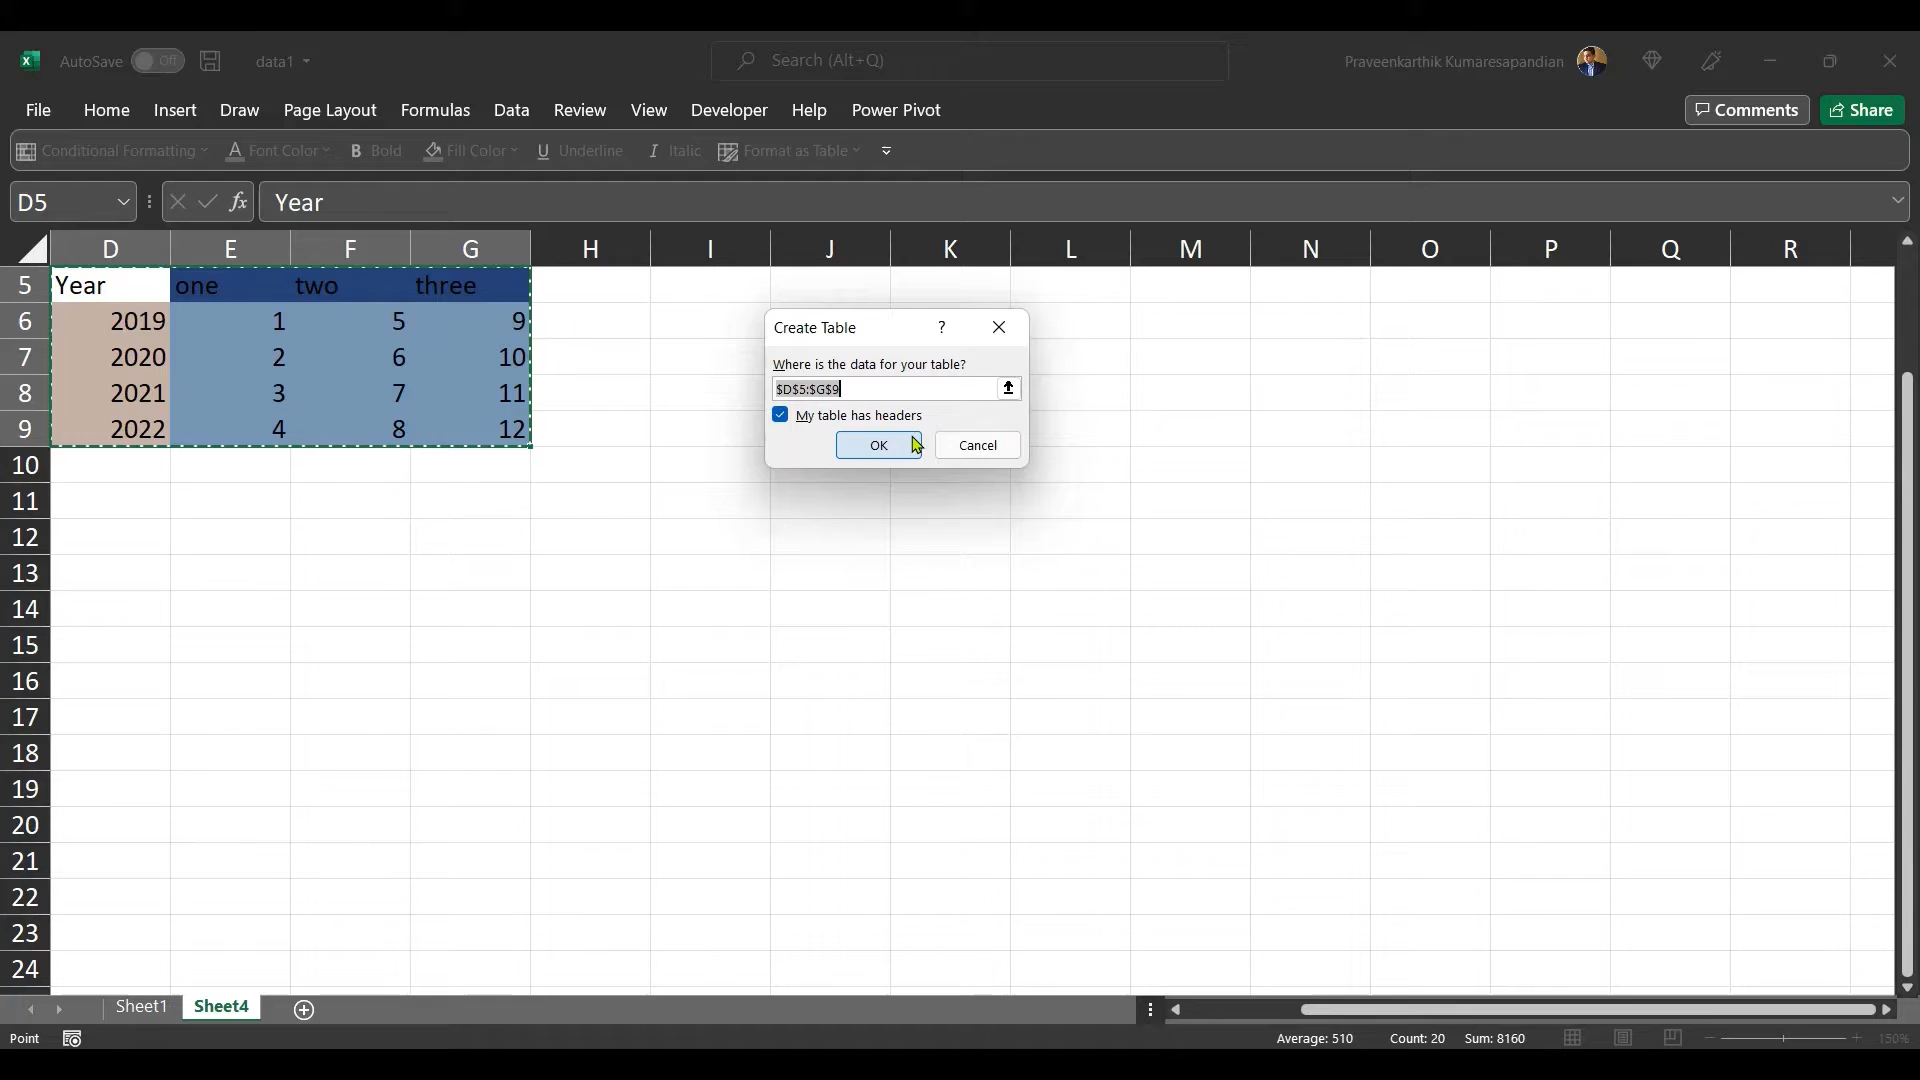 AutoSave Off data1 Search (Alt+Q) Praveenkarthik Kumaresapandian
File Home Insert Draw Page Layout Formulas Data Review View Developer Help Power Pivot Comments Share
Conditional Formatting Font Color B Bold Fill Color U Underline I Italic Format as Table
D5 fx Year
D E F G H I J K L M N O P Q R
5 Year one two three
6 2019 1 5 9
7 2020 2 6 10
8 2021 3 7 11
9 2022 4 8 12
10
11
12
13
14
15
16
17
18
19
20
21
22
23
24
Create Table ?
Where is the data for your table?
$D$5:$G$9
My table has headers
OK Cancel
Sheet1 Sheet4
Point Average: 510 Count: 20 Sum: 8160 150%